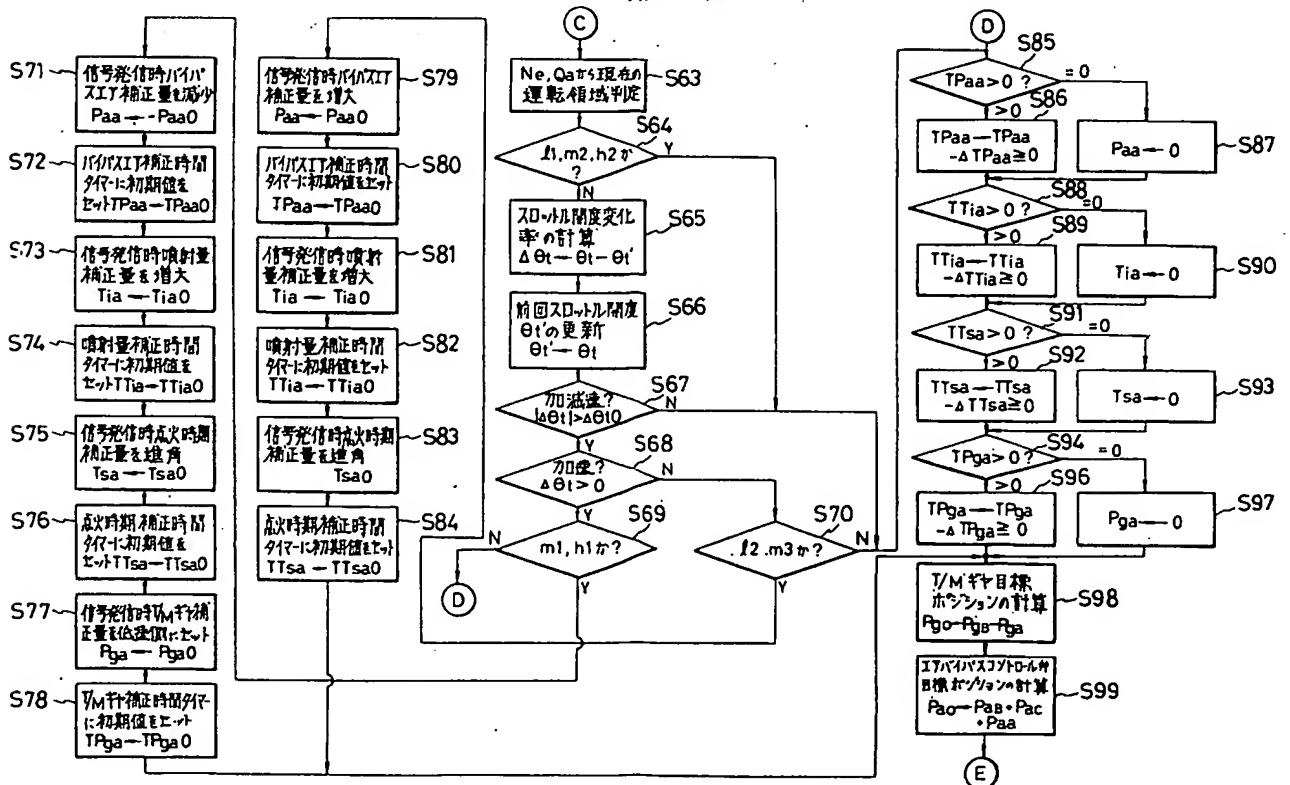 S71
信号発信時バイパ
スエア補正量を減少
Paa ← -Paa0
S72
バイパスエア補正時間
タイマーに初期値を
セットTPaa←TPaa0
S73
信号発信時噴射量
補正量を増大
Tia ← Tia0
S74
噴射量補正時間
タイマーに初期値を
セットTTia←TTia0
S75
信号発信時点火時期
補正量を進角
Tsa ← Tsa0
S76
点火時期補正時間
タイマーに初期値を
セットTTsa←TTsa0
S77
信号発信時T/Mギヤ補
正量を低速側にセット
Pga ← Pga0
S78
T/Mギヤ補正時間タイマー
に初期値をセット
TPga←TPga0
S79
信号発信時バイパスエア
補正量を増大
Paa ← Paa0
S80
バイパスエア補正時間
タイマーに初期値をセット
TPaa←TPaa0
S81
信号発信時噴射
量補正量を増大
Tia ← Tia0
S82
噴射量補正時間
タイマーに初期値をセット
TTia←TTia0
S83
信号発信時点火時期
補正量を進角
Tsa0
S84
点火時期補正時間
タイマーに初期値をセット
TTsa ← TTsa0
C
S63
Ne,Qaから現在の
運転領域判定
S64
ℓ1,m2,h2か
?
Y
N
S65
スロットル開度変化
率の計算
Δθt←θt-θt'
S66
前回スロットル開度
θt'の更新
θt'←θt
S67
加減速?
|Δθt|>Δθt0
N
Y
S68
加速?
Δθt>0
N
Y
S69
m1,h1か?
N
Y
D
S70
ℓ2.m3か?
N
Y
D
S85
TPaa>0?
=0
>0
S86
TPaa←TPaa
-ΔTPaa≧0
S87
Paa←0
S88
TTia>0?
=0
>0
S89
TTia←TTia
-ΔTTia≧0
S90
Tia←0
S91
TTsa>0?
=0
>0
S92
TTsa←TTsa
-ΔTTsa≧0
S93
Tsa←0
S94
TPga>0?
=0
>0
S96
TPga←TPga
-ΔTPga≧0
S97
Pga←0
S98
T/Mギヤ目標
ポジションの計算
Pgo←PgB-Pga
S99
エアバイパスコントロール弁
目標ポジションの計算
Pao←PaB+Pac
+Paa
E